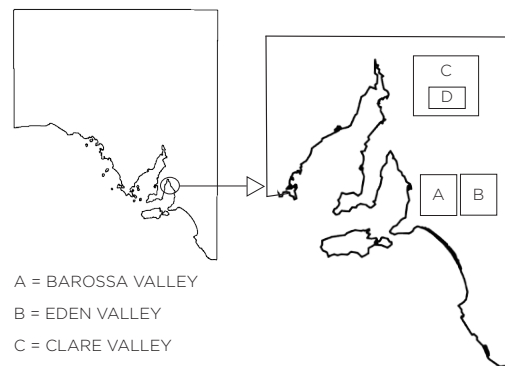 C
D
A B
A = BAROSSA VALLEY
B = EDEN VALLEY
C = CLARE VALLEY